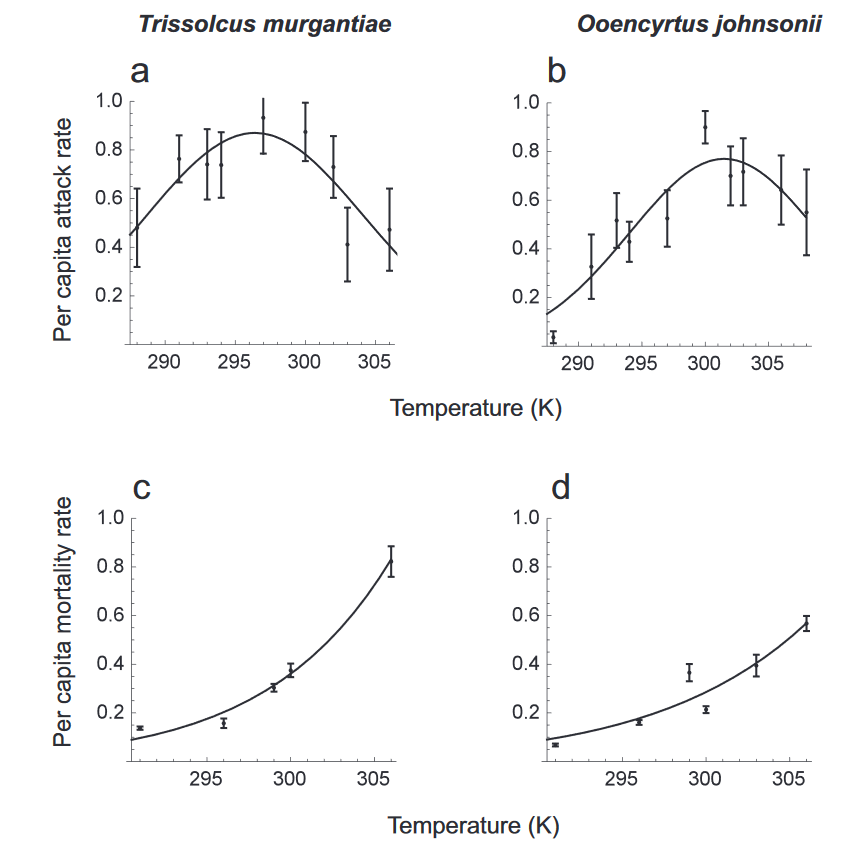 Trissolcus murgantiae
Ooencyrtus johnsonii
a
b
Per capita attack rate
1.0
0.8
0.6
0.4
0.2
290 295 300 305
1.0
0.8
0.6
0.4
0.2
290 295 300 305
Temperature (K)
c
d
Per capita mortality rate
1.0
0.8
0.6
0.4
0.2
295 300 305
1.0
0.8
0.6
0.4
0.2
295 300 305
Temperature (K)